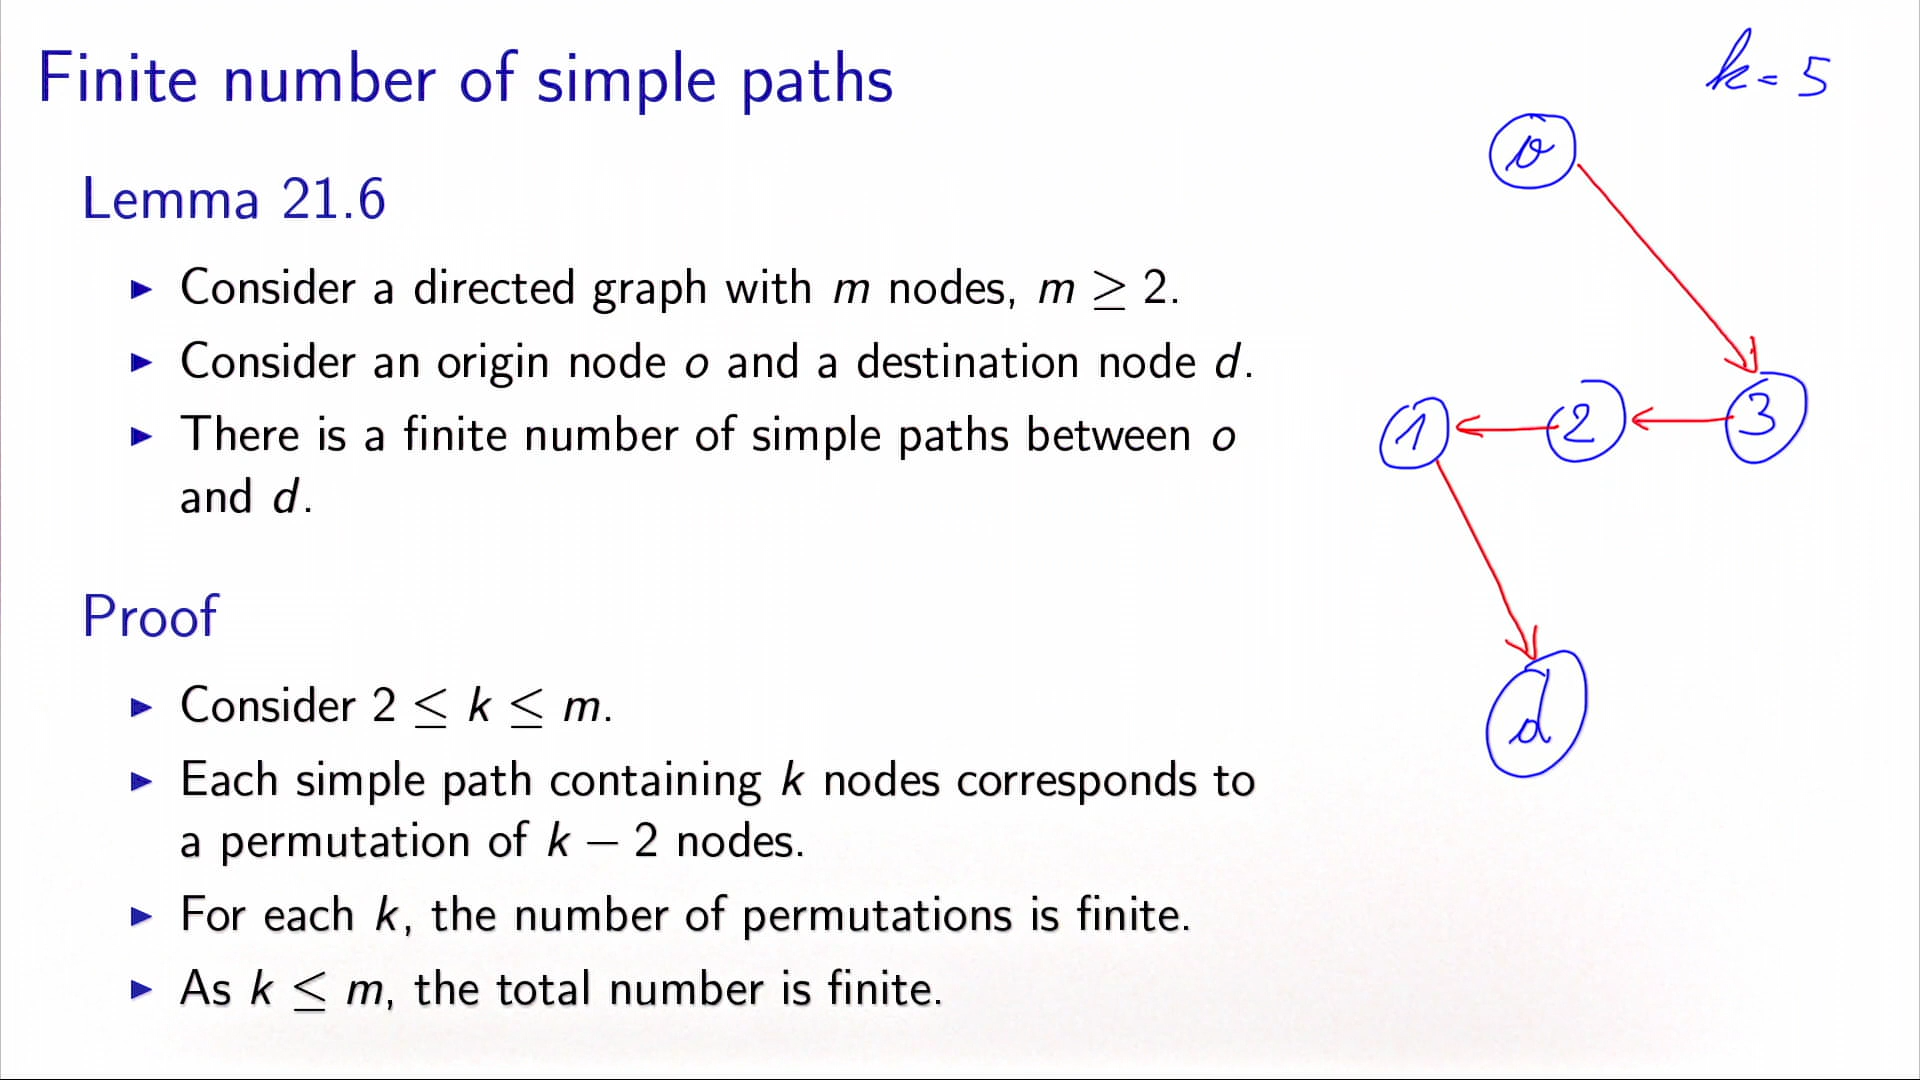 Finite number of simple paths
k = 5
Lemma 21.6
▶ Consider a directed graph with m nodes, m ≥ 2.
▶ Consider an origin node o and a destination node d.
▶ There is a finite number of simple paths between o
and d.
Proof
▶ Consider 2 ≤ k ≤ m.
▶ Each simple path containing k nodes corresponds to
a permutation of k − 2 nodes.
▶ For each k, the number of permutations is finite.
▶ As k ≤ m, the total number is finite.
o
1 2 3
d